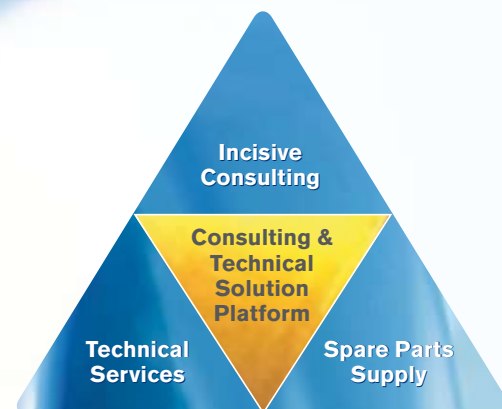 Incisive
Consulting
Consulting &
Technical
Solution
Platform
Technical
Services
Spare Parts
Supply